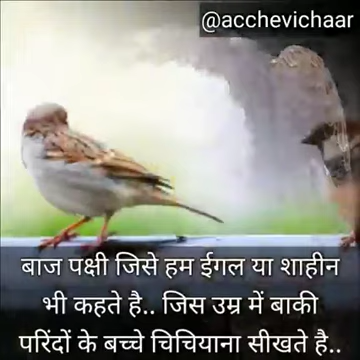 @acchevichaar
बाज पक्षी जिसे हम ईगल या शाहीन
भी कहते है.. जिस उम्र में बाकी
परिंदों के बच्चे चिचियाना सीखते है..